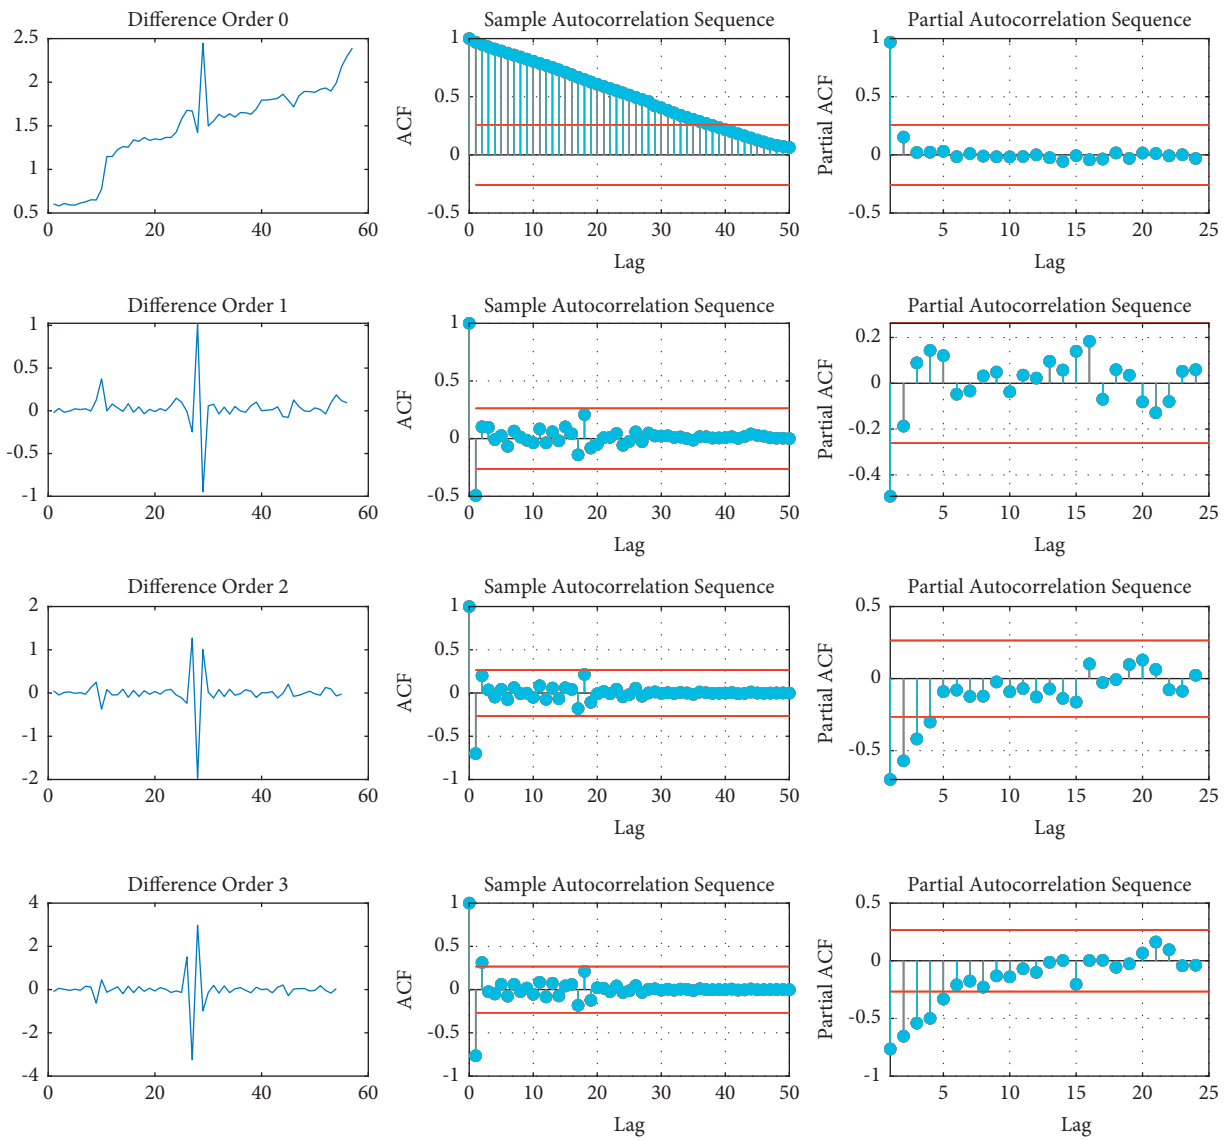 Difference Order 0
2.5
2
1.5
1
0.5
0 20 40 60
Sample Autocorrelation Sequence
ACF
1
0.5
0
-0.5
0 10 20 30 40 50
Lag
Partial Autocorrelation Sequence
Partial ACF
1
0.5
0
-0.5
5 10 15 20 25
Lag
Difference Order 1
1
0.5
0
-0.5
-1
0 20 40 60
Sample Autocorrelation Sequence
ACF
1
0.5
0
-0.5
0 10 20 30 40 50
Lag
Partial Autocorrelation Sequence
Partial ACF
0.2
0
-0.2
-0.4
5 10 15 20 25
Lag
Difference Order 2
2
1
0
-1
-2
0 20 40 60
Sample Autocorrelation Sequence
ACF
1
0.5
0
-0.5
-1
0 10 20 30 40 50
Lag
Partial Autocorrelation Sequence
Partial ACF
0.5
0
-0.5
5 10 15 20 25
Lag
Difference Order 3
4
2
0
-2
-4
0 20 40 60
Sample Autocorrelation Sequence
ACF
1
0.5
0
-0.5
-1
0 10 20 30 40 50
Lag
Partial Autocorrelation Sequence
Partial ACF
0.5
0
-0.5
-1
5 10 15 20 25
Lag